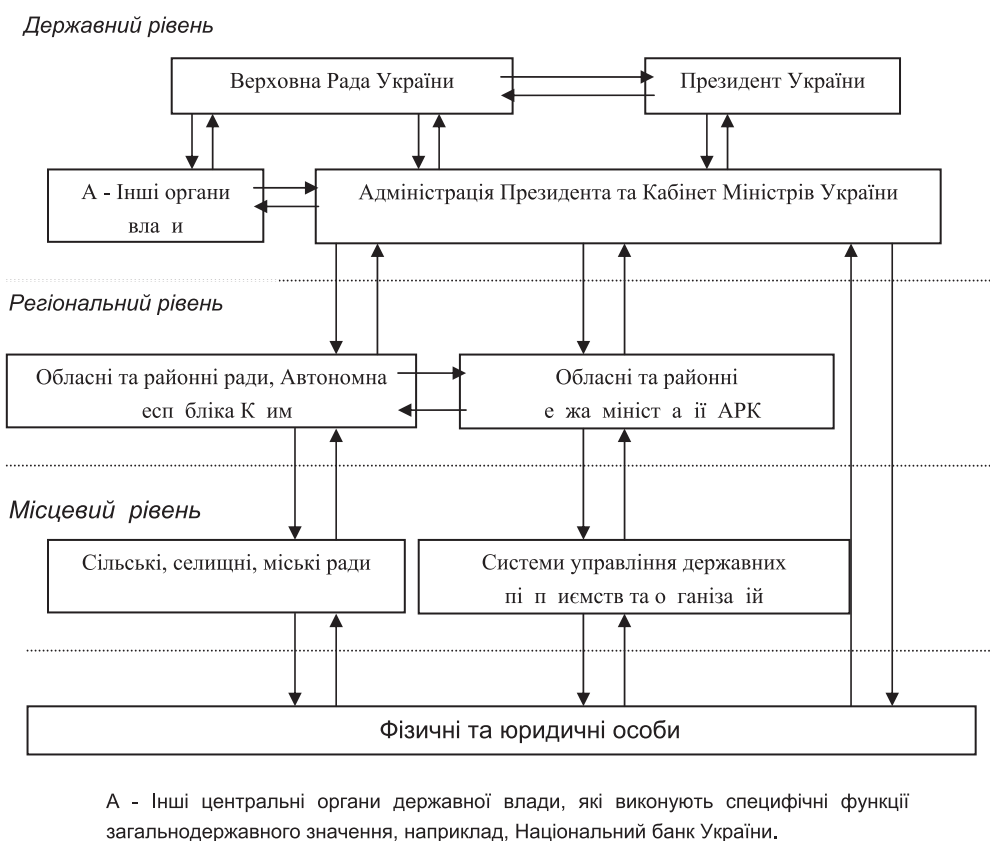 Державний рівень
Верховна Рада України
Президент України
А - Інші органи
вла и
Адміністрація Президента та Кабінет Міністрів України
Регіональний рівень
Обласні та районні ради, Автономна
есп бліка К им
Обласні та районні
е жа мініст а ії АРК
Місцевий рівень
Сільські, селищні, міські ради
Системи управління державних
пі п иємств та о ганіза ій
Фізичні та юридичні особи
А - Інші центральні органи державної влади, які виконують специфічні функції
загальнодержавного значення, наприклад, Національний банк України.